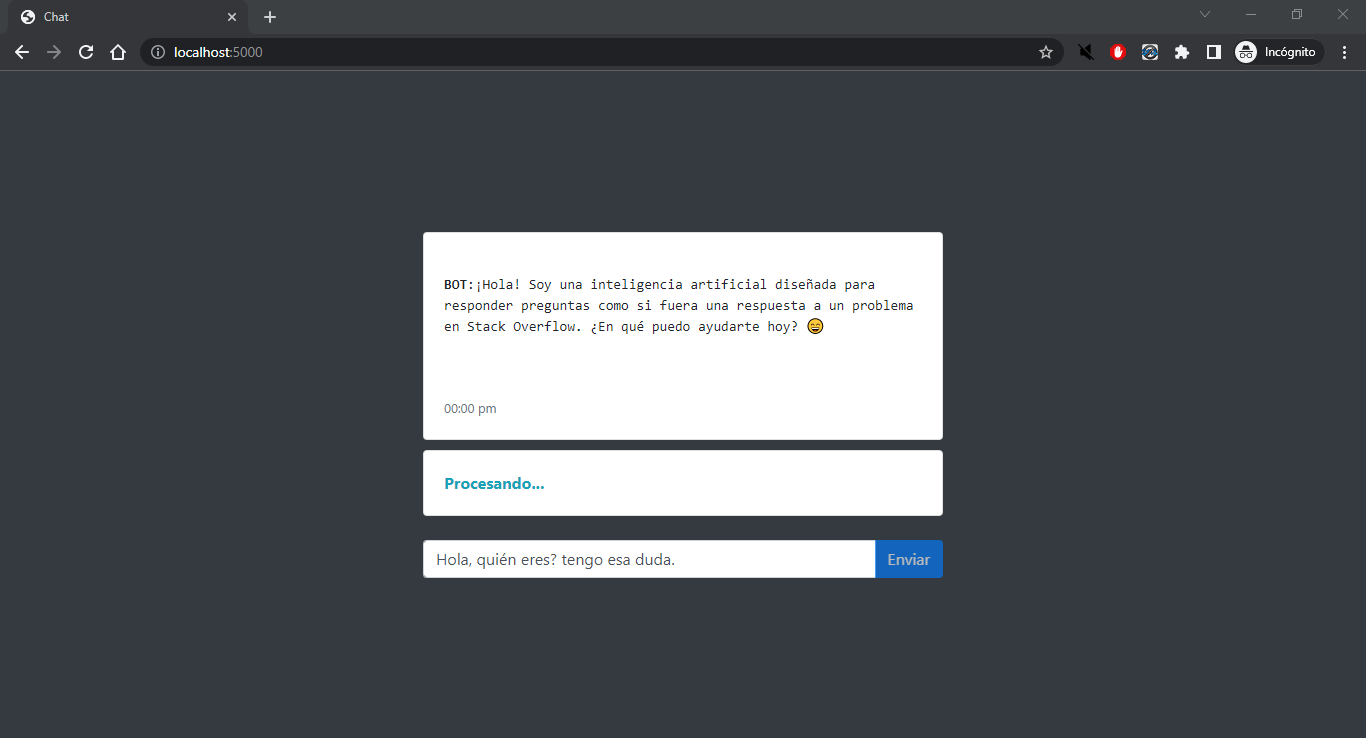 Chat
localhost:5000
Incógnito
BOT:¡Hola! Soy una inteligencia artificial diseñada para
responder preguntas como si fuera una respuesta a un problema
en Stack Overflow. ¿En qué puedo ayudarte hoy? 😄
00:00 pm
Procesando...
Hola, quién eres? tengo esa duda.
Enviar